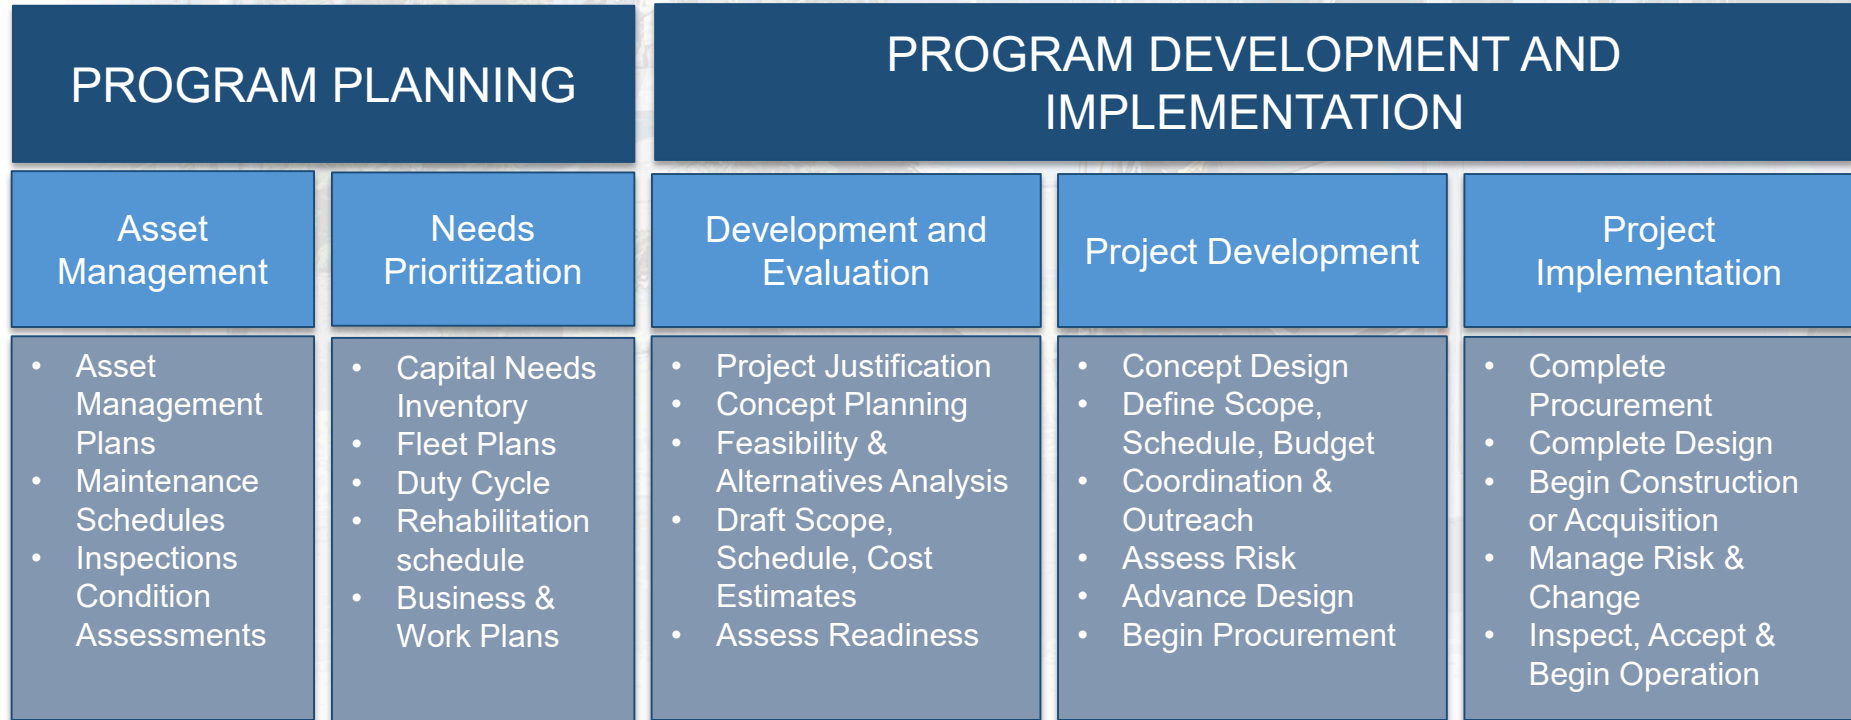 PROGRAM PLANNING
PROGRAM DEVELOPMENT AND
IMPLEMENTATION
Asset
Management
Needs
Prioritization
Development and
Evaluation
Project Development
Project
Implementation
• Asset
Management
Plans
• Maintenance
Schedules
• Inspections
Condition
Assessments
• Capital Needs
Inventory
• Fleet Plans
• Duty Cycle
• Rehabilitation
schedule
• Business &
Work Plans
• Project Justification
• Concept Planning
• Feasibility &
Alternatives Analysis
• Draft Scope,
Schedule, Cost
Estimates
• Assess Readiness
• Concept Design
• Define Scope,
Schedule, Budget
• Coordination &
Outreach
• Assess Risk
• Advance Design
• Begin Procurement
• Complete
Procurement
• Complete Design
• Begin Construction
or Acquisition
• Manage Risk &
Change
• Inspect, Accept &
Begin Operation